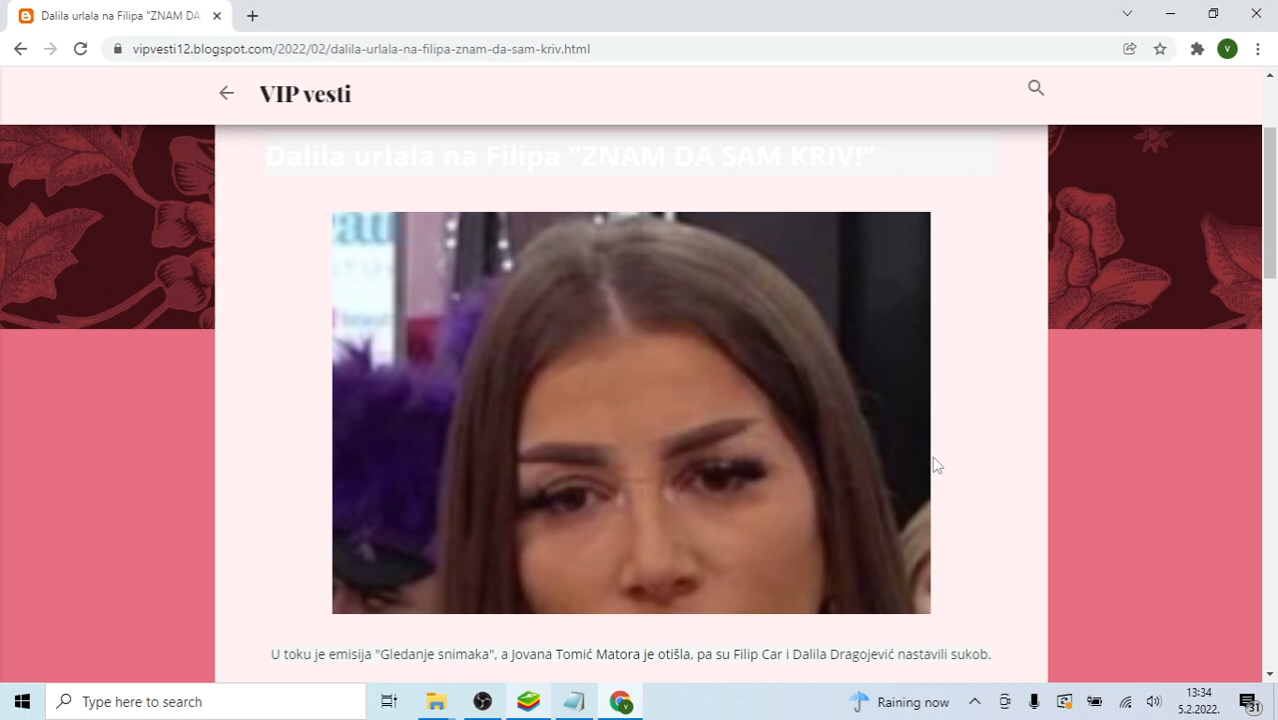 Dalila urlala na Filipa "ZNAM DA
vipvesti12.blogspot.com/2022/02/dalila-urlala-na-filipa-znam-da-sam-kriv.html
V
VIP vesti
Dalila urlala na Filipa "ZNAM DA SAM KRIV!"
U toku je emisija "Gledanje snimaka", a Jovana Tomić Matora je otišla, pa su Filip Car i Dalila Dragojević nastavili sukob.
Type here to search
Raining now
13:34
5.2.2022.
31